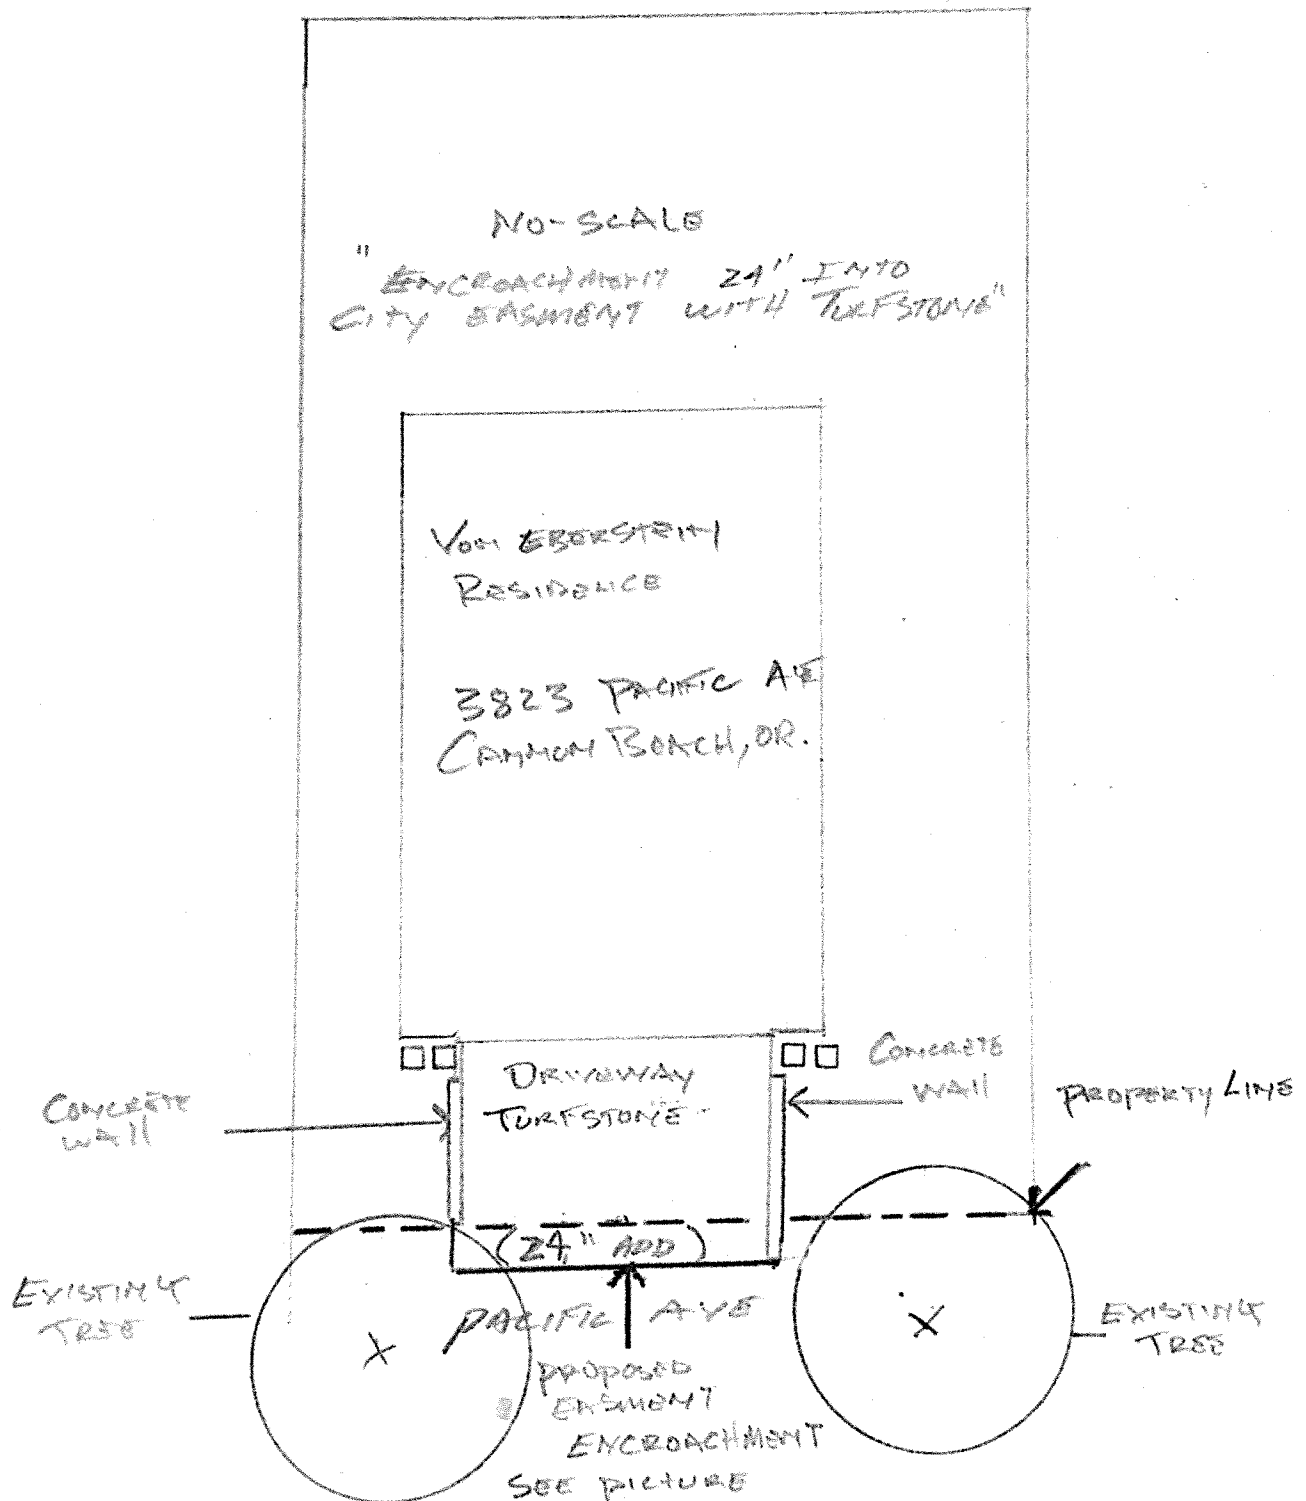 NO-SCALE
"ENCROACHMENT 24" INTO
CITY EASMENT WITH TURFSTONE"
VON EBERSTEIN
RESIDENCE
3823 PACIFIC AVE
CANNON BEACH, OR.
DRIVEWAY
TURFSTONE
CONCRETE
WALL
CONCRETE
WALL
PROPERTY LINE
(24" ADD)
EXISTING
TREE
PACIFIC AVE
EXISTING
TREE
PROPOSED
EASMENT
ENCROACHMENT
SEE PICTURE